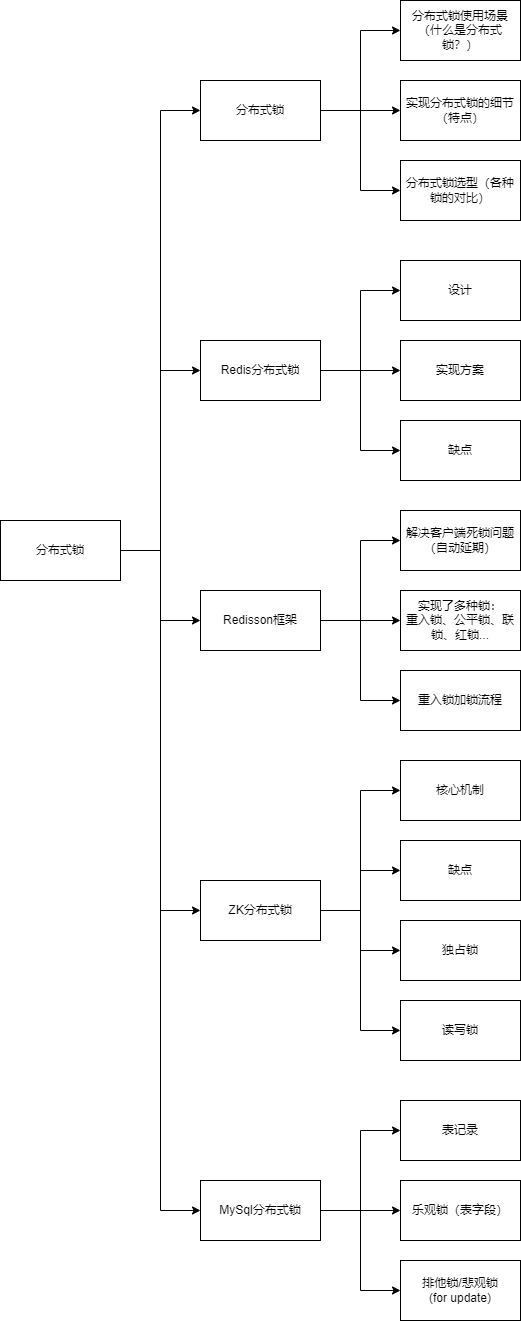 分布式锁
分布式锁
分布式锁使用场景
（什么是分布式
锁？）
实现分布式锁的细节
（特点）
分布式锁选型（各种
锁的对比）
Redis分布式锁
设计
实现方案
缺点
Redisson框架
解决客户端死锁问题
（自动延期）
实现了多种锁：
重入锁、公平锁、联
锁、红锁...
重入锁加锁流程
ZK分布式锁
核心机制
缺点
独占锁
读写锁
MySql分布式锁
表记录
乐观锁（表字段）
排他锁/悲观锁
(for update)